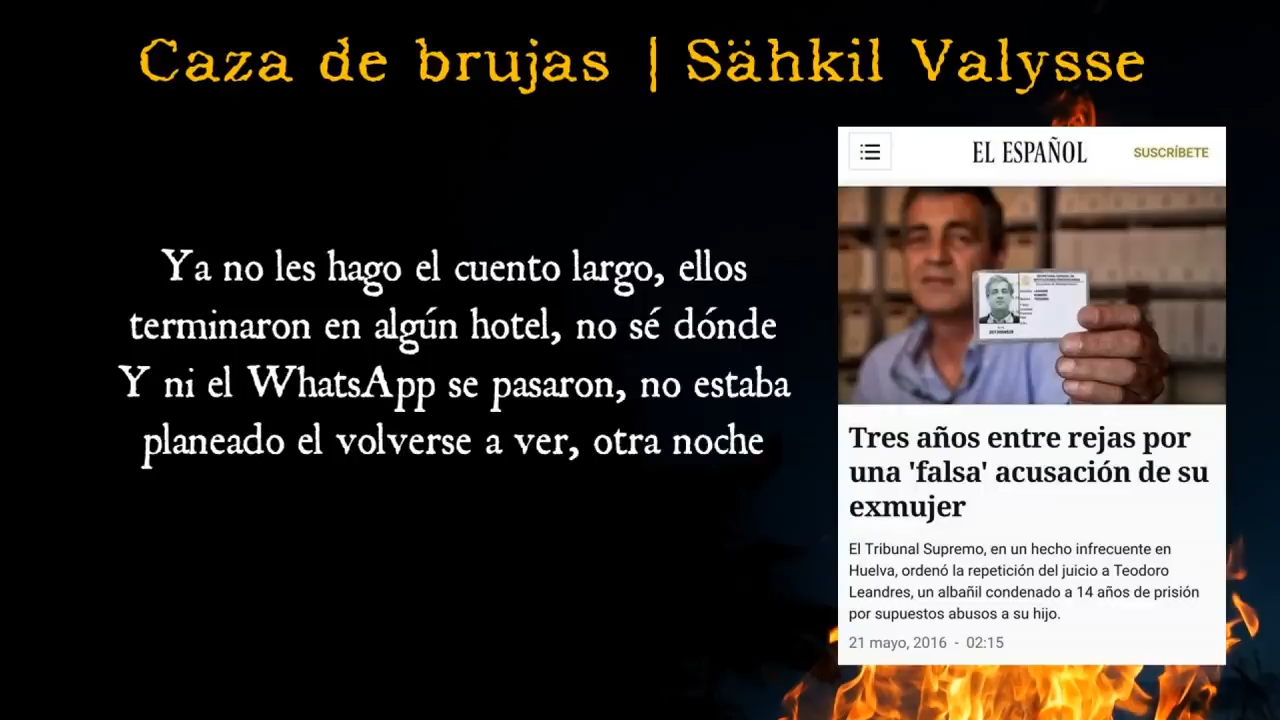 Caza de brujas | Sähkil Valysse
Ya no les hago el cuento largo, ellos
terminaron en algún hotel, no sé dónde
Y ni el WhatsApp se pasaron, no estaba
planeado el volverse a ver, otra noche
EL ESPAÑOL
SUSCRÍBETE
Tres años entre rejas por
una 'falsa' acusación de su
exmujer
El Tribunal Supremo, en un hecho infrecuente en
Huelva, ordenó la repetición del juicio a Teodoro
Leandres, un albañil condenado a 14 años de prisión
por supuestos abusos a su hijo.
21 mayo, 2016 - 02:15